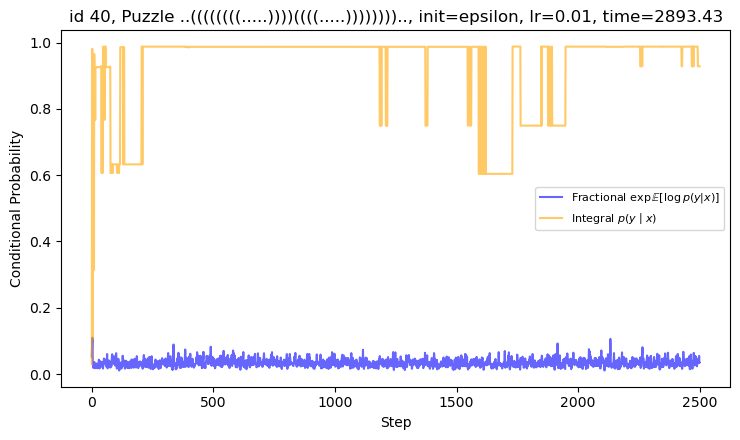 id 40, Puzzle ..((((((((.....))))((((.....)))))))).., init=epsilon, lr=0.01, time=2893.43
Conditional Probability
1.0
0.8
0.6
0.4
0.2
0.0
Fractional exp𝔼[log p(y|x)]
Integral p(y | x)
0 500 1000 1500 2000 2500
Step